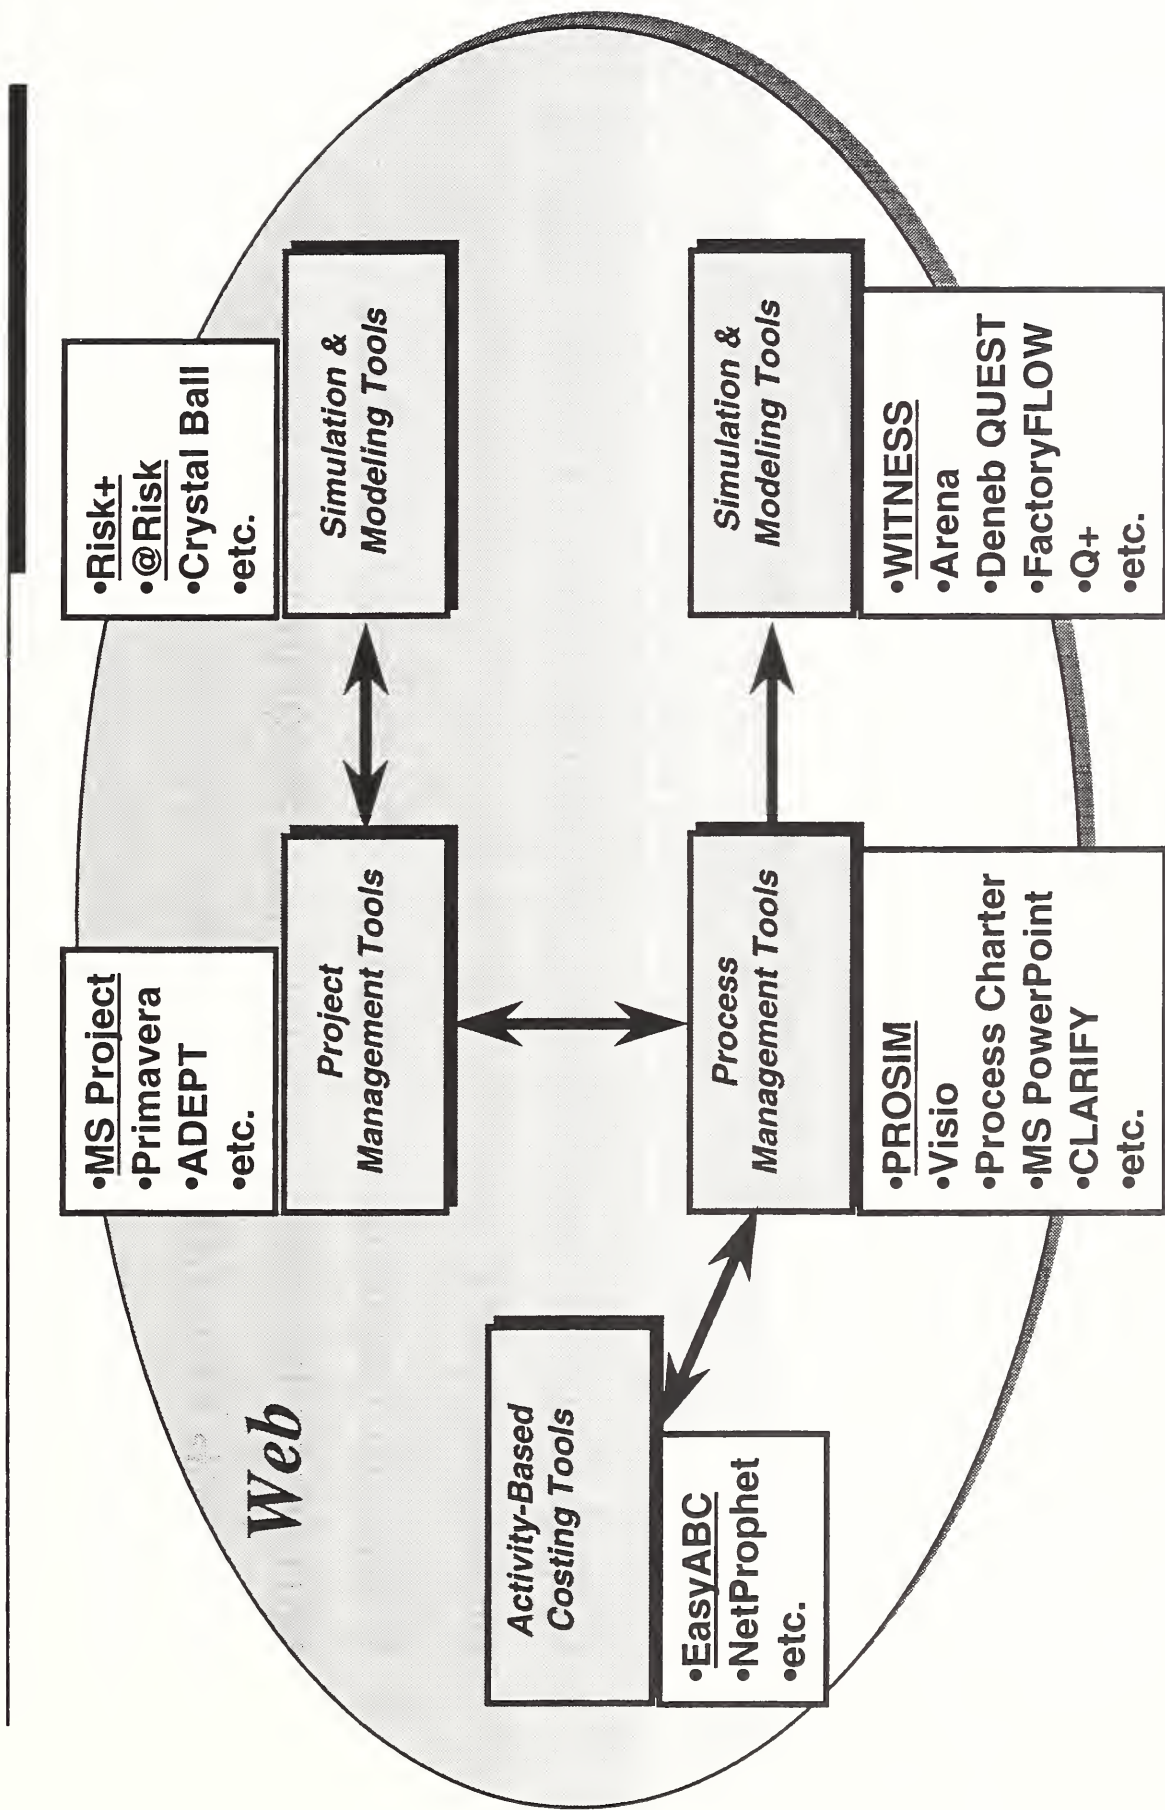 •MS Project
•Primavera
•ADEPT
•etc.
Project
Management Tools
•Risk+
•@Risk
•Crystal Ball
•etc.
Simulation &
Modeling Tools
Web
Activity-Based
Costing Tools
•EasyABC
•NetProphet
•etc.
Process
Management Tools
•PROSIM
•Visio
•Process Charter
•MS PowerPoint
•CLARIFY
•etc.
Simulation &
Modeling Tools
•WITNESS
•Arena
•Deneb QUEST
•FactoryFLOW
•Q+
•etc.